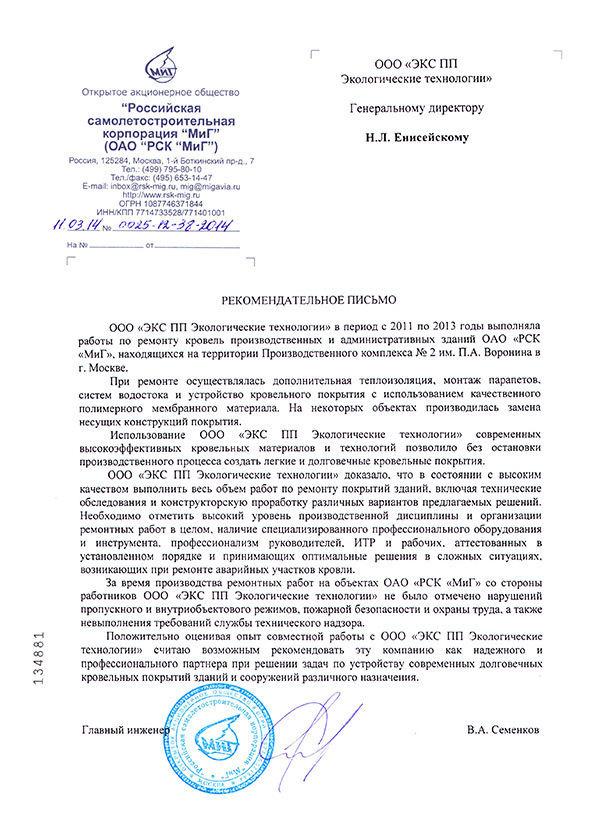 МиГ
Открытое акционерное общество
“Российская
самолетостроительная
корпорация “МиГ”
(ОАО “РСК “МиГ”)
Россия, 125284, Москва, 1-й Боткинский пр-д., 7
Тел.: (499) 795-80-10
Тел./факс: (495) 653-14-47
E-mail: inbox@rsk-mig.ru, mig@migavia.ru
http://www.rsk-mig.ru
ОГРН 1087746371844
ИНН/КПП 7714733528/771401001
11.03.14 № 0025-12-38-2014
На № от
ООО «ЭКС ПП
Экологические технологии»
Генеральному директору
Н.Л. Енисейскому
РЕКОМЕНДАТЕЛЬНОЕ ПИСЬМО
ООО «ЭКС ПП Экологические технологии» в период с 2011 по 2013 годы выполняла
работы по ремонту кровель производственных и административных зданий ОАО «РСК
«МиГ», находящихся на территории Производственного комплекса № 2 им. П.А. Воронина в
г. Москве.
При ремонте осуществлялась дополнительная теплоизоляция, монтаж парапетов,
систем водостока и устройство кровельного покрытия с использованием качественного
полимерного мембранного материала. На некоторых объектах производилась замена
несущих конструкций покрытия.
Использование ООО «ЭКС ПП Экологические технологии» современных
высокоэффективных кровельных материалов и технологий позволило без остановки
производственного процесса создать легкие и долговечные кровельные покрытия.
ООО «ЭКС ПП Экологические технологии» доказало, что в состоянии с высоким
качеством выполнить весь объем работ по ремонту покрытий зданий, включая технические
обследования и конструкторскую проработку различных вариантов предлагаемых решений.
Необходимо отметить высокий уровень производственной дисциплины и организации
ремонтных работ в целом, наличие специализированного профессионального оборудования
и инструмента, профессионализм руководителей, ИТР и рабочих, аттестованных в
установленном порядке и принимающих оптимальные решения в сложных ситуациях,
возникающих при ремонте аварийных участков кровли.
За время производства ремонтных работ на объектах ОАО «РСК «МиГ» со стороны
работников ООО «ЭКС ПП Экологические технологии» не было отмечено нарушений
пропускного и внутриобъектового режимов, пожарной безопасности и охраны труда, а также
невыполнения требований службы технического надзора.
Положительно оценивая опыт совместной работы с ООО «ЭКС ПП Экологические
технологии» считаю возможным рекомендовать эту компанию как надежного и
профессионального партнера при решении задач по устройству современных долговечных
кровельных покрытий зданий и сооружений различного назначения.
134881
Главный инженер В.А. Семенков
"Российская самолетостроительная корпорация "МиГ"
МиГ
МОСКВА